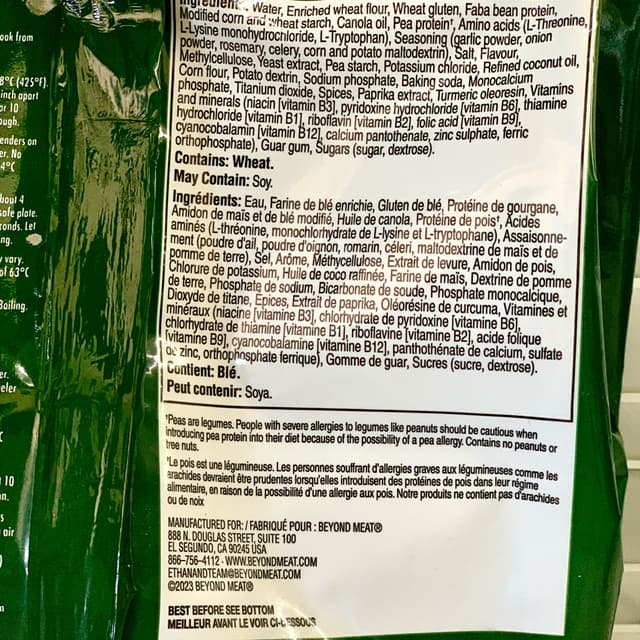 Ingredients: Water, Enriched wheat flour, Wheat gluten, Faba bean protein,
Modified corn and wheat starch, Canola oil, Pea protein†, Amino acids (L-Threonine,
L-Lysine monohydrochloride, L-Tryptophan), Seasoning (garlic powder, onion
powder, rosemary, celery, corn and potato maltodextrin), Salt, Flavour,
Methylcellulose, Yeast extract, Pea starch, Potassium chloride, Refined coconut oil,
Corn flour, Potato dextrin, Sodium phosphate, Baking soda, Monocalcium
phosphate, Titanium dioxide, Spices, Paprika extract, Turmeric oleoresin, Vitamins
and minerals (niacin [vitamin B3], pyridoxine hydrochloride [vitamin B6], thiamine
hydrochloride [vitamin B1], riboflavin [vitamin B2], folic acid [vitamin B9],
cyanocobalamin [vitamin B12], calcium pantothenate, zinc sulphate, ferric
orthophosphate), Guar gum, Sugars (sugar, dextrose).
Contains: Wheat.
May Contain: Soy.
Ingrédients: Eau, Farine de blé enrichie, Gluten de blé, Protéine de gourgane,
Amidon de maïs et de blé modifié, Huile de canola, Protéine de pois†, Acides
aminés (L-thréonine, monochlorhydrate de L-lysine et L-tryptophane), Assaisonne-
ment (poudre d'ail, poudre d'oignon, romarin, céleri, maltodextrine de maïs et de
pomme de terre), Sel, Arôme, Méthycellulose, Extrait de levure, Amidon de pois,
Chlorure de potassium, Huile de coco raffinée, Farine de maïs, Dextrine de pomme
de terre, Phosphate de sodium, Bicarbonate de soude, Phosphate monocalcique,
Dioxyde de titane, Épices, Extrait de paprika, Oléorésine de curcuma, Vitamines et
minéraux (niacine [vitamine B3], chlorhydrate de pyridoxine [vitamine B6],
chlorhydrate de thiamine [vitamine B1], riboflavine [vitamine B2], acide folique
[vitamine B9], cyanocobalamine [vitamine B12], panthothénate de calcium, sulfate
de zinc, orthophosphate ferrique), Gomme de guar, Sucres (sucre, dextrose).
Contient: Blé.
Peut contenir: Soya.
†Peas are legumes. People with severe allergies to legumes like peanuts should be cautious when
introducing pea protein into their diet because of the possibility of a pea allergy. Contains no peanuts or
tree nuts.
†Le pois est une légumineuse. Les personnes souffrant d'allergies graves aux légumineuses comme les
arachides devraient être prudentes lorsqu'elles introduisent des protéines de pois dans leur régime
alimentaire, en raison de la possibilité d'une allergie aux pois. Notre produits ne contient pas d'arachides
ou de noix
MANUFACTURED FOR: / FABRIQUÉ POUR : BEYOND MEAT®
888 N. DOUGLAS STREET, SUITE 100
EL SEGUNDO, CA 90245 USA
866-756-4112 · WWW.BEYONDMEAT.COM
ETHANANDTEAM@BEYONDMEAT.COM
©2023 BEYOND MEAT®
BEST BEFORE SEE BOTTOM
MEILLEUR AVANT LE VOIR CI-DESSOUS